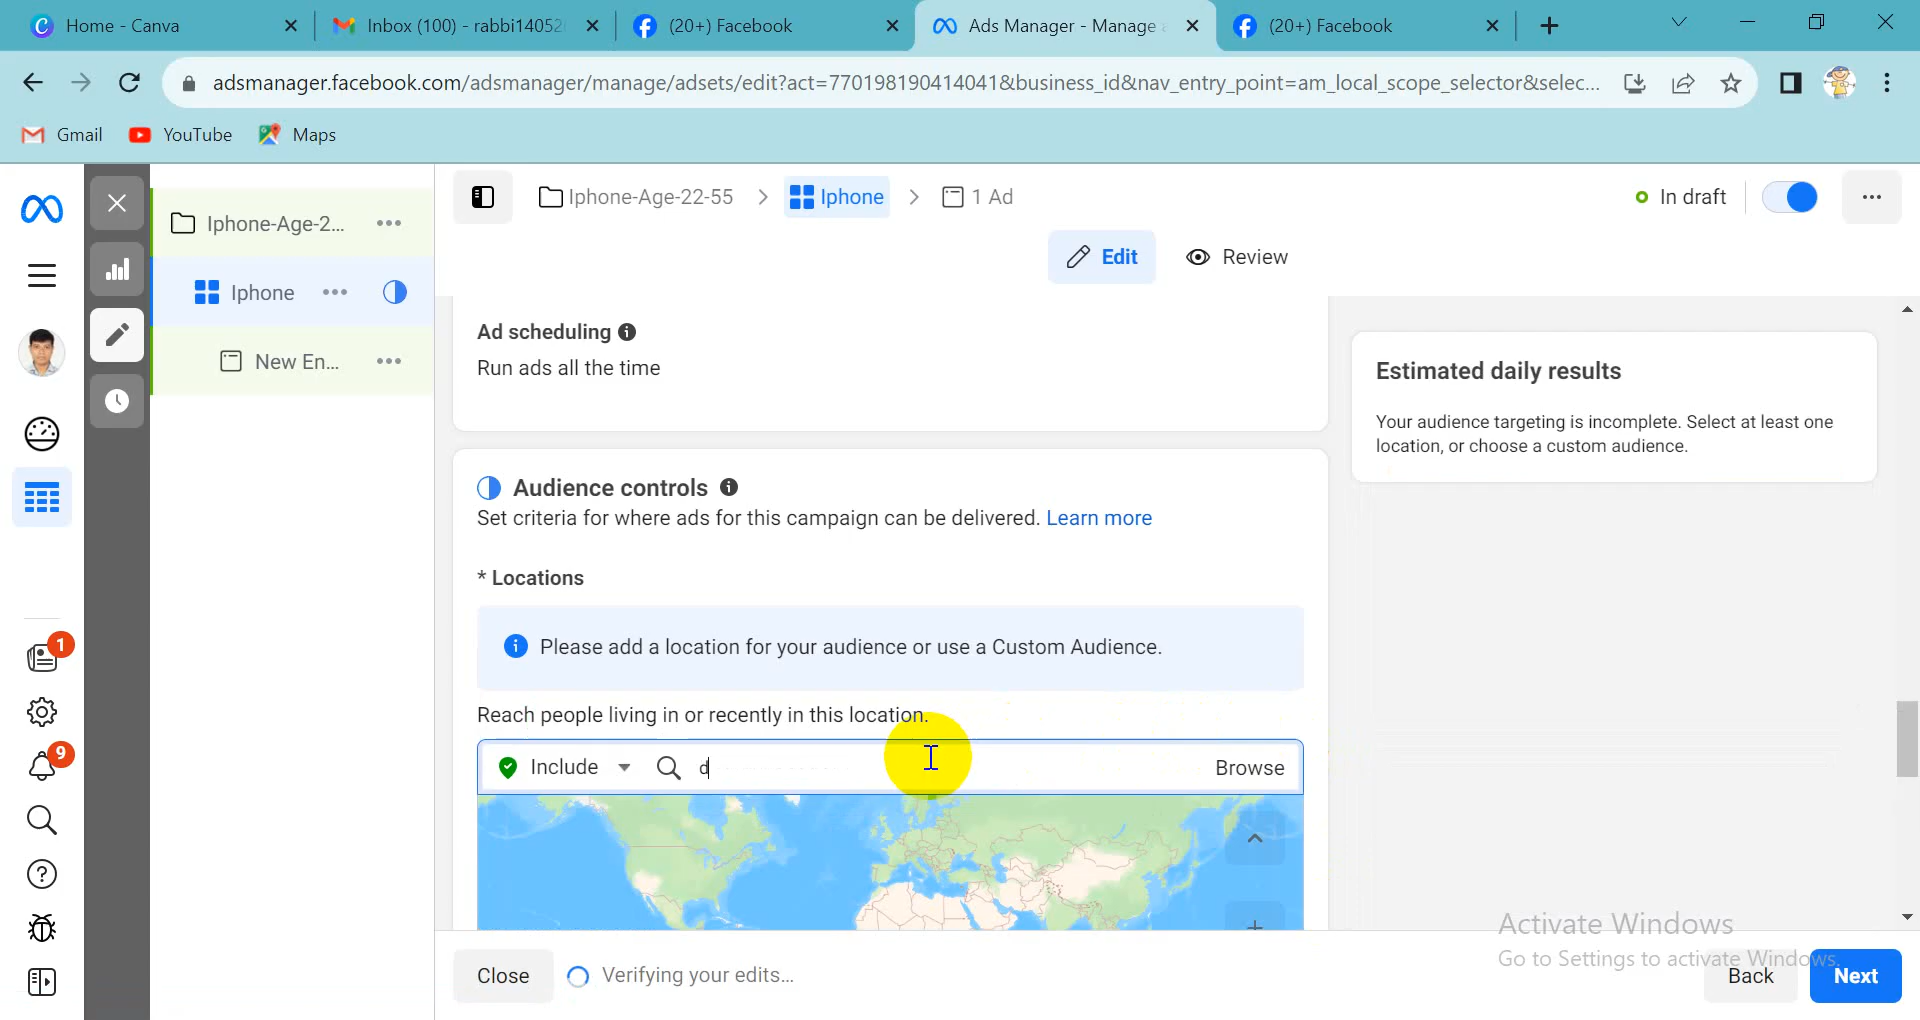 Home - Canva
Inbox (100) - rabbi14052
(20+) Facebook
Ads Manager - Manage a
(20+) Facebook
adsmanager.facebook.com/adsmanager/manage/adsets/edit?act=770198190414041&business_id&nav_entry_point=am_local_scope_selector&selec...
Gmail
YouTube
Maps
Iphone-Age-2...
Iphone
New En...
1
9
Iphone-Age-22-55
Iphone
1 Ad
In draft
Edit
Review
Ad scheduling
Run ads all the time
Audience controls
Set criteria for where ads for this campaign can be delivered. Learn more
* Locations
Please add a location for your audience or use a Custom Audience.
Reach people living in or recently in this location.
Include
d
Browse
Estimated daily results
Your audience targeting is incomplete. Select at least one
location, or choose a custom audience.
Activate Windows
Go to Settings to activate Windows.
Close
Verifying your edits...
Back
Next